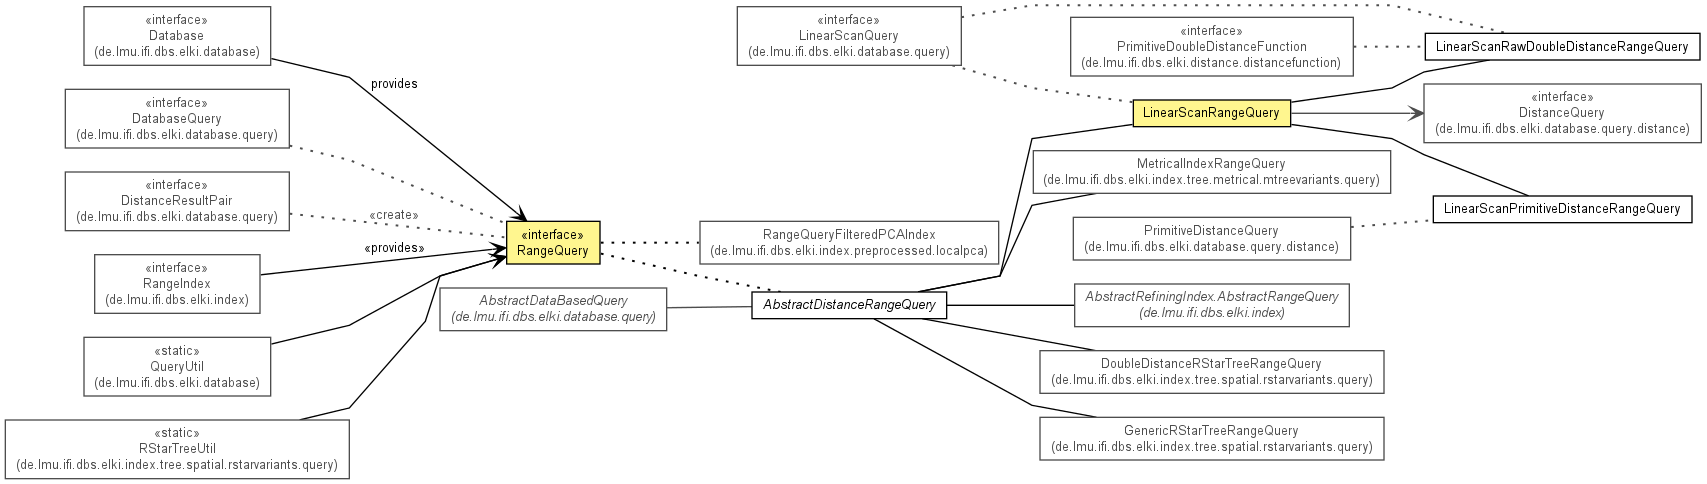 «interface»
Database
(de.lmu.ifi.dbs.elki.database)
provides
«interface»
DatabaseQuery
(de.lmu.ifi.dbs.elki.database.query)
«interface»
DistanceResultPair
(de.lmu.ifi.dbs.elki.database.query)
«create»
«provides»
«interface»
RangeIndex
(de.lmu.ifi.dbs.elki.index)
«static»
QueryUtil
(de.lmu.ifi.dbs.elki.database)
«static»
RStarTreeUtil
(de.lmu.ifi.dbs.elki.index.tree.spatial.rstarvariants.query)
«interface»
RangeQuery
AbstractDataBasedQuery
(de.lmu.ifi.dbs.elki.database.query)
RangeQueryFilteredPCAIndex
(de.lmu.ifi.dbs.elki.index.preprocessed.localpca)
AbstractDistanceRangeQuery
«interface»
LinearScanQuery
(de.lmu.ifi.dbs.elki.database.query)
«interface»
PrimitiveDoubleDistanceFunction
(de.lmu.ifi.dbs.elki.distance.distancefunction)
LinearScanRangeQuery
MetricalIndexRangeQuery
(de.lmu.ifi.dbs.elki.index.tree.metrical.mtreevariants.query)
PrimitiveDistanceQuery
(de.lmu.ifi.dbs.elki.database.query.distance)
AbstractRefiningIndex.AbstractRangeQuery
(de.lmu.ifi.dbs.elki.index)
DoubleDistanceRStarTreeRangeQuery
(de.lmu.ifi.dbs.elki.index.tree.spatial.rstarvariants.query)
GenericRStarTreeRangeQuery
(de.lmu.ifi.dbs.elki.index.tree.spatial.rstarvariants.query)
LinearScanRawDoubleDistanceRangeQuery
«interface»
DistanceQuery
(de.lmu.ifi.dbs.elki.database.query.distance)
LinearScanPrimitiveDistanceRangeQuery